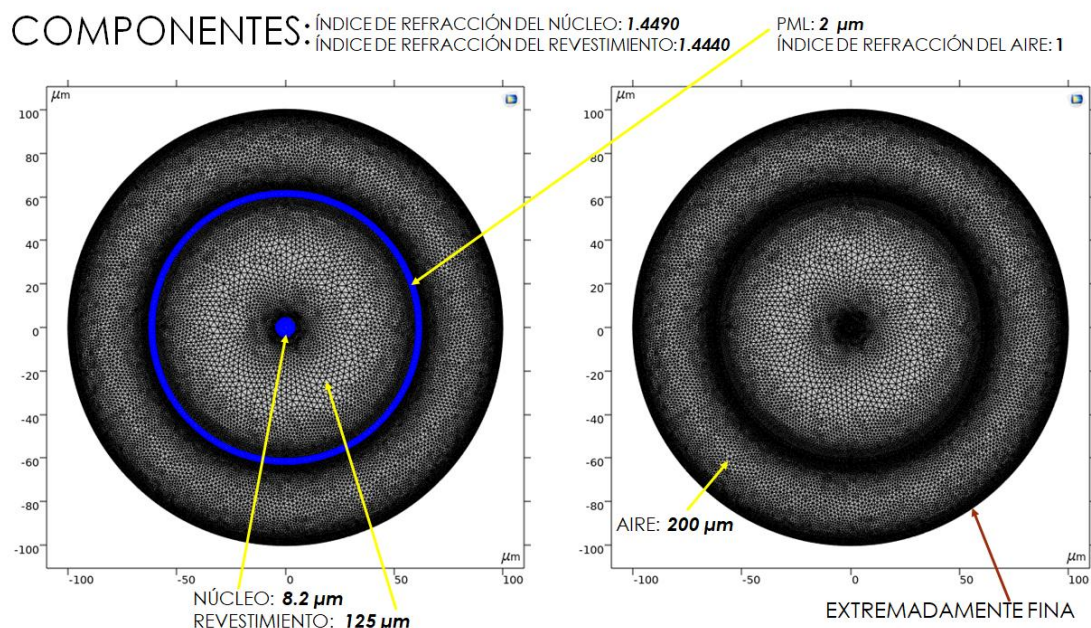 COMPONENTES:
ÍNDICE DE REFRACCIÓN DEL NÚCLEO: 1.4490
ÍNDICE DE REFRACCIÓN DEL REVESTIMIENTO:1.4440
PML: 2 µm
ÍNDICE DE REFRACCIÓN DEL AIRE: 1
µm
100
80
60
40
20
0
-20
-40
-60
-80
-100
µm
-100
-50
0
50
100
NÚCLEO: 8.2 µm
REVESTIMIENTO: 125 µm
µm
100
80
60
40
20
0
-20
-40
-60
-80
-100
µm
-100
-50
0
50
100
AIRE: 200 µm
EXTREMADAMENTE FINA